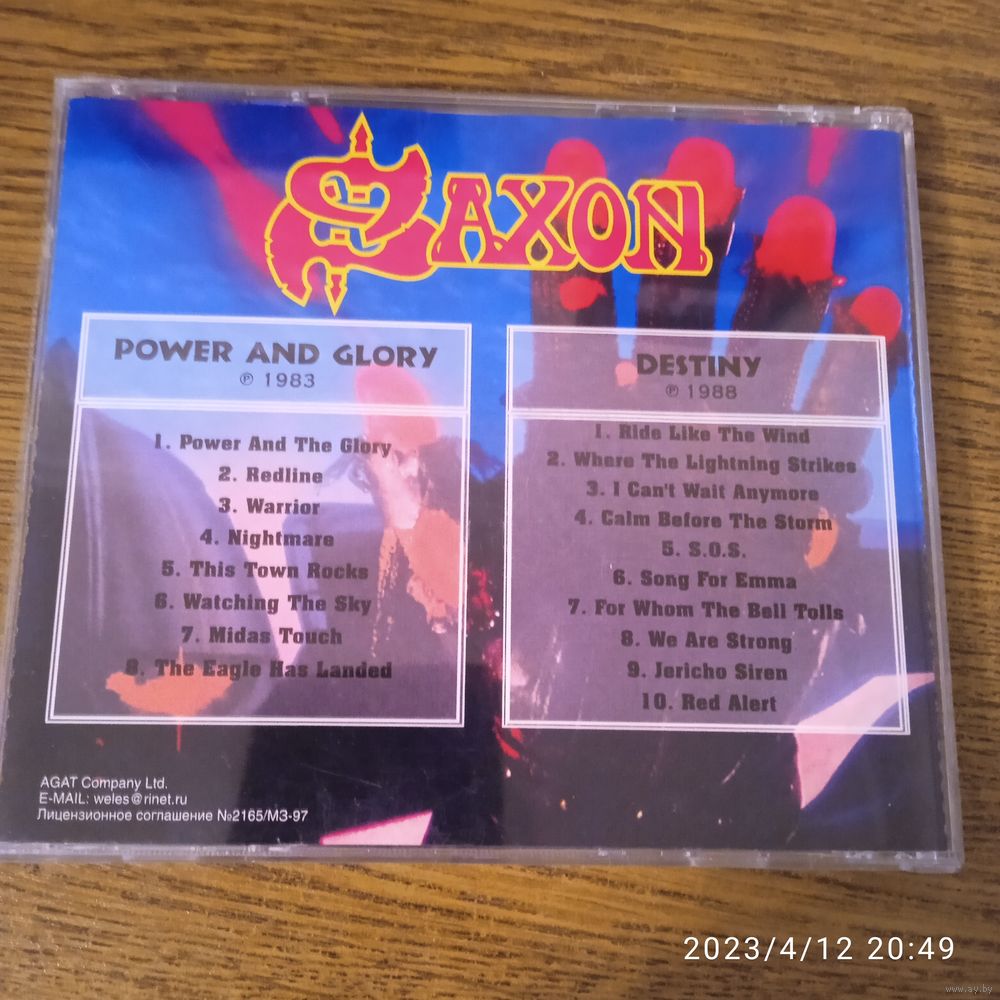 SAXON
POWER AND GLORY
℗ 1983
1. Power And The Glory
2. Redline
3. Warrior
4. Nightmare
5. This Town Rocks
6. Watching The Sky
7. Midas Touch
8. The Eagle Has Landed
DESTINY
℗ 1988
1. Ride Like The Wind
2. Where The Lightning Strikes
3. I Can't Wait Anymore
4. Calm Before The Storm
5. S.O.S.
6. Song For Emma
7. For Whom The Bell Tolls
8. We Are Strong
9. Jericho Siren
10. Red Alert
AGAT Company Ltd.
E-MAIL: weles@rinet.ru
Лицензионное соглашение №2165/МЗ-97
2023/4/12 20:49
www.ay.by